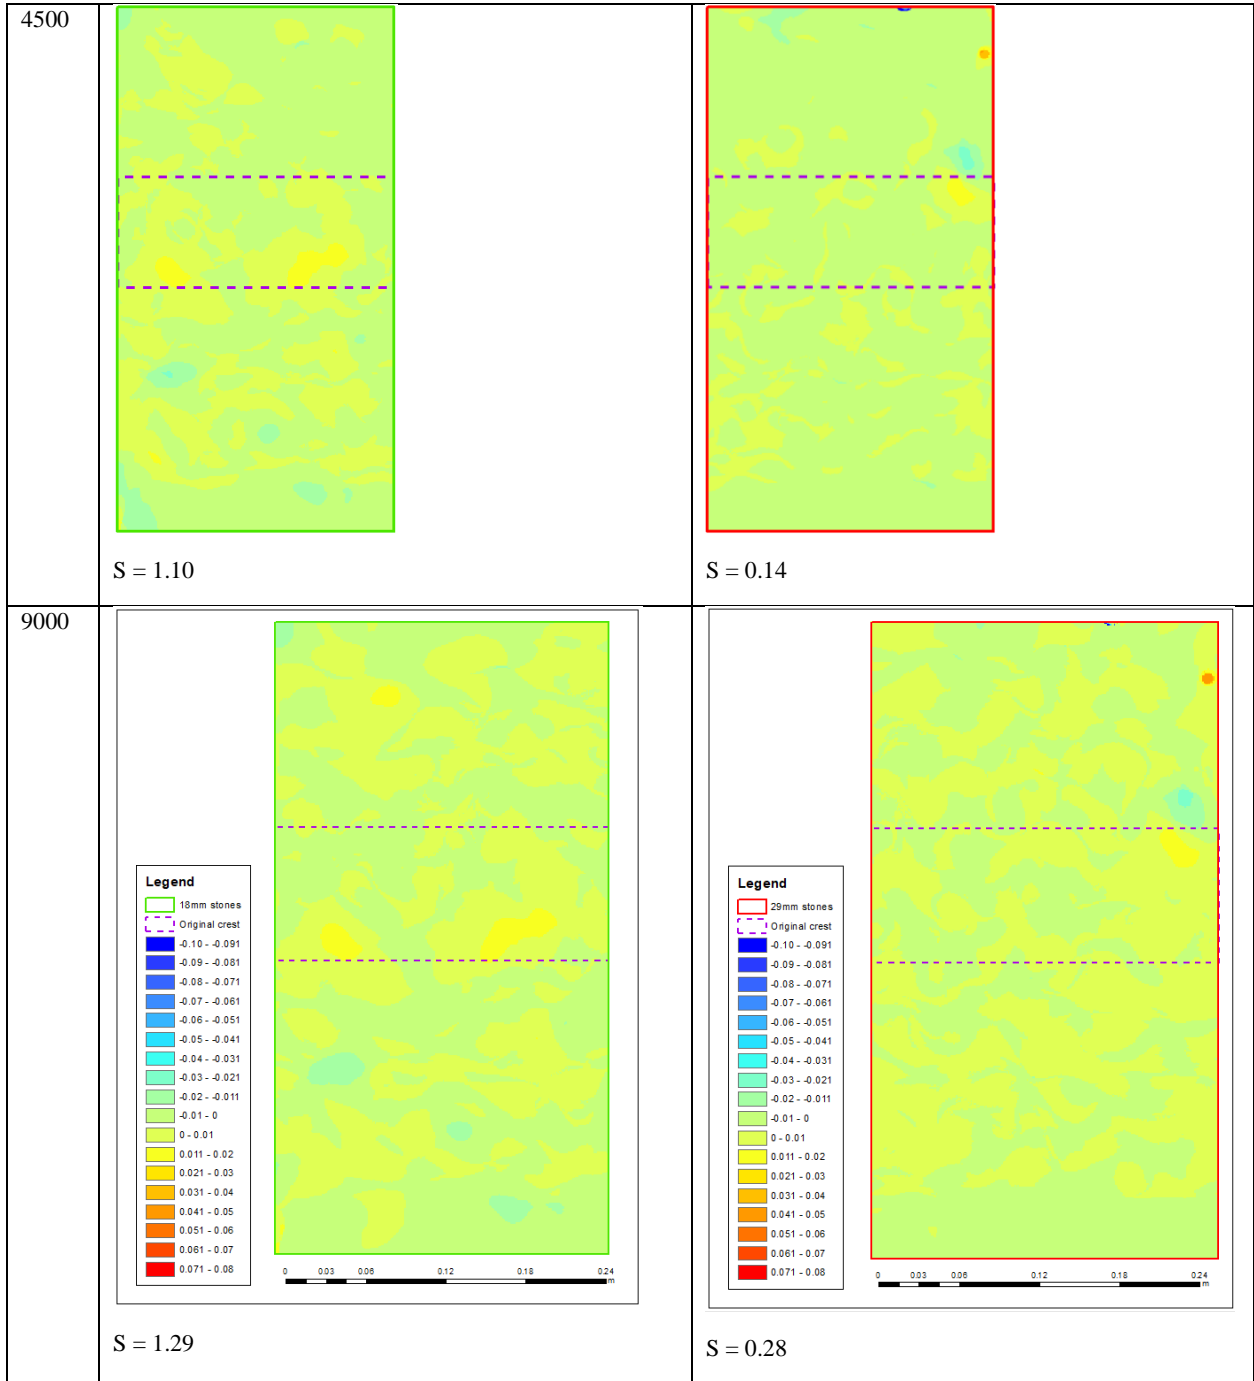 4500
S = 1.10
S = 0.14
9000
Legend
18mm stones
Original crest
-0.10 - -0.091
-0.09 - -0.081
-0.08 - -0.071
-0.07 - -0.061
-0.06 - -0.051
-0.05 - -0.041
-0.04 - -0.031
-0.03 - -0.021
-0.02 - -0.011
-0.01 - 0
0 - 0.01
0.011 - 0.02
0.021 - 0.03
0.031 - 0.04
0.041 - 0.05
0.051 - 0.06
0.061 - 0.07
0.071 - 0.08
0 0.03 0.06 0.12 0.18 0.24
m
S = 1.29
Legend
29mm stones
Original crest
-0.10 - -0.091
-0.09 - -0.081
-0.08 - -0.071
-0.07 - -0.061
-0.06 - -0.051
-0.05 - -0.041
-0.04 - -0.031
-0.03 - -0.021
-0.02 - -0.011
-0.01 - 0
0 - 0.01
0.011 - 0.02
0.021 - 0.03
0.031 - 0.04
0.041 - 0.05
0.051 - 0.06
0.061 - 0.07
0.071 - 0.08
0 0.03 0.06 0.12 0.18 0.24
m
S = 0.28